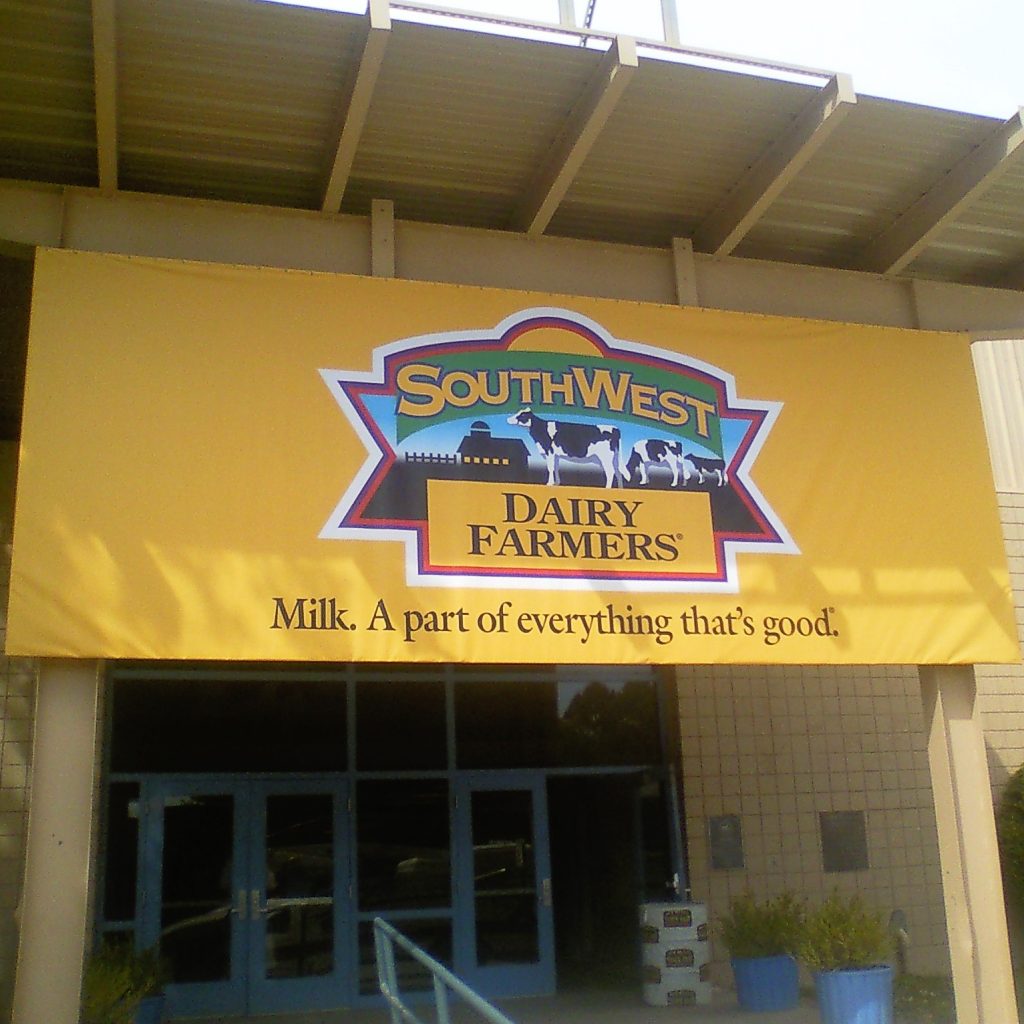 SOUTHWEST
DAIRY
FARMERS®
Milk. A part of everything that's good.®